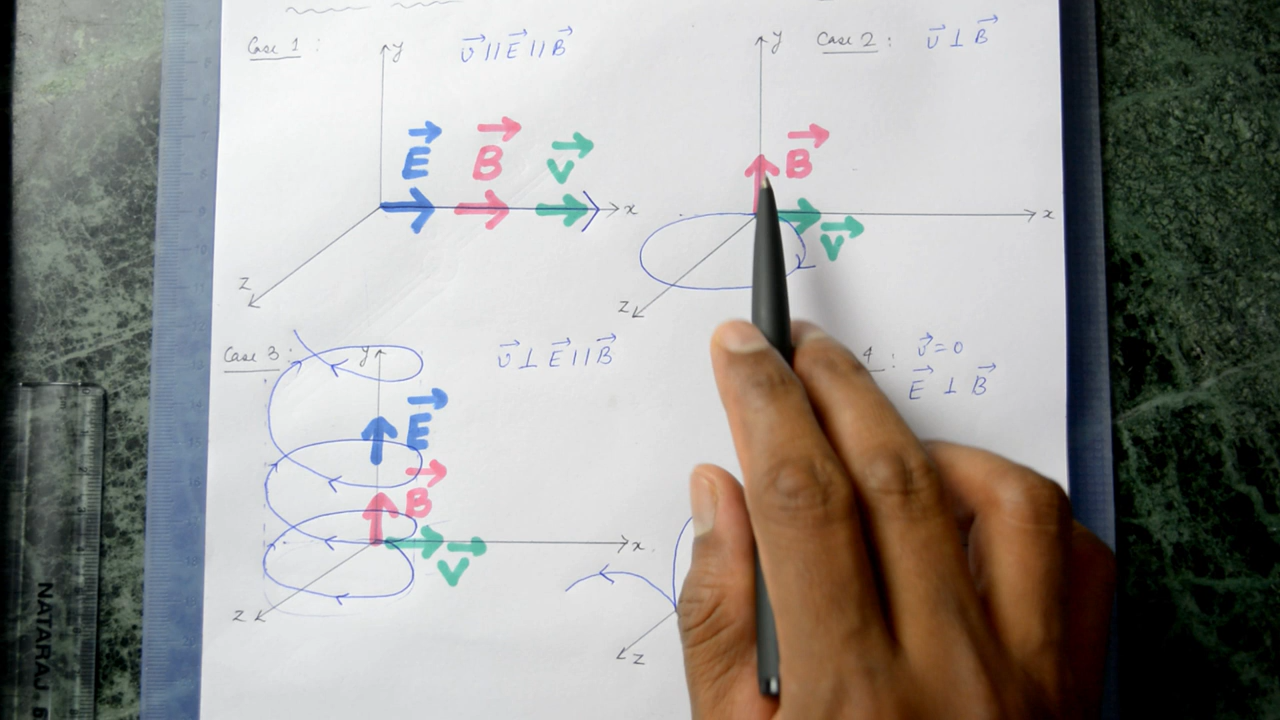 Case 1 :
y
v⃗ || E⃗ || B⃗
E⃗
B⃗
v⃗
x
z
Case 2 : v⃗ ⊥ B⃗
y
B⃗
v⃗
x
z
Case 3 :
y
v⃗ ⊥ E⃗ || B⃗
E⃗
B⃗
v⃗
x
z
4 : v⃗ = 0
E⃗ ⊥ B⃗
z
NATARAJ